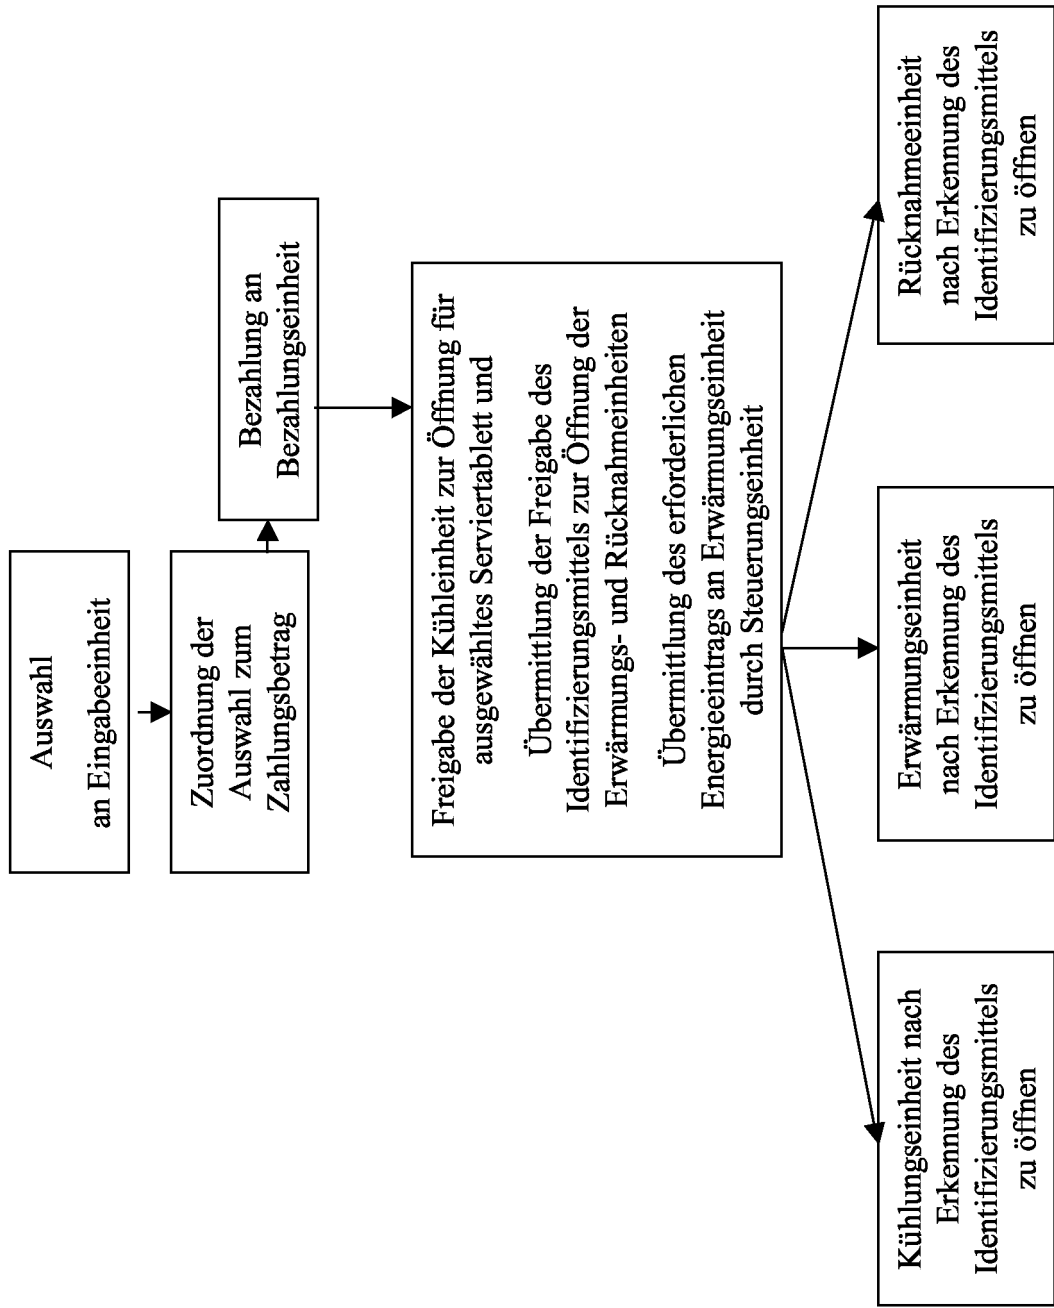 Auswahl
an Eingabeeinheit
Zuordnung der
Auswahl zum
Zahlungsbetrag
Bezahlung an
Bezahlungseinheit
Freigabe der Kühleinheit zur Öffnung für
ausgewähltes Serviertablett und
Übermittlung der Freigabe des
Identifizierungsmittels zur Öffnung der
Erwärmungs- und Rücknahmeinheiten
Übermittlung des erforderlichen
Energieeintrags an Erwärmungseinheit
durch Steuerungseinheit
Kühlungseinheit nach
Erkennung des
Identifizierungsmittels
zu öffnen
Erwärmungseinheit
nach Erkennung des
Identifizierungsmittels
zu öffnen
Rücknahmeeinheit
nach Erkennung des
Identifizierungsmittels
zu öffnen